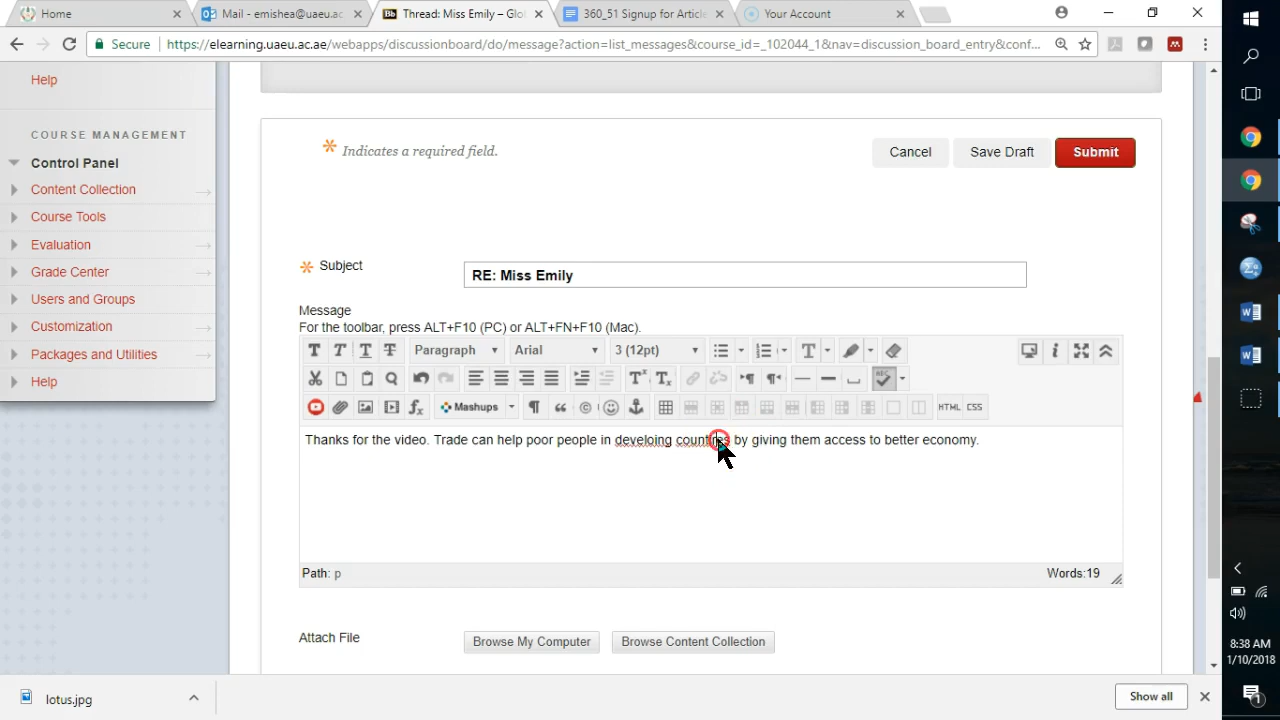 Home
Mail - emishea@uaeu.ac
Thread: Miss Emily – Glo
360_51 Signup for Article
Your Account
Secure
https://elearning.uaeu.ac.ae/webapps/discussionboard/do/message?action=list_messages&course_id=_102044_1&nav=discussion_board_entry&conf...
Help
COURSE MANAGEMENT
Control Panel
Content Collection
Course Tools
Evaluation
Grade Center
Users and Groups
Customization
Packages and Utilities
Help
Indicates a required field.
Cancel
Save Draft
Submit
Subject
RE: Miss Emily
Message
For the toolbar, press ALT+F10 (PC) or ALT+FN+F10 (Mac).
T T T T Paragraph Arial 3 (12pt) T
ABC
Mashups HTML CSS
Thanks for the video. Trade can help poor people in develoing countries by giving them access to better economy.
Path: p
Words:19
Attach File
Browse My Computer
Browse Content Collection
lotus.jpg
Show all
8:38 AM
1/10/2018
1